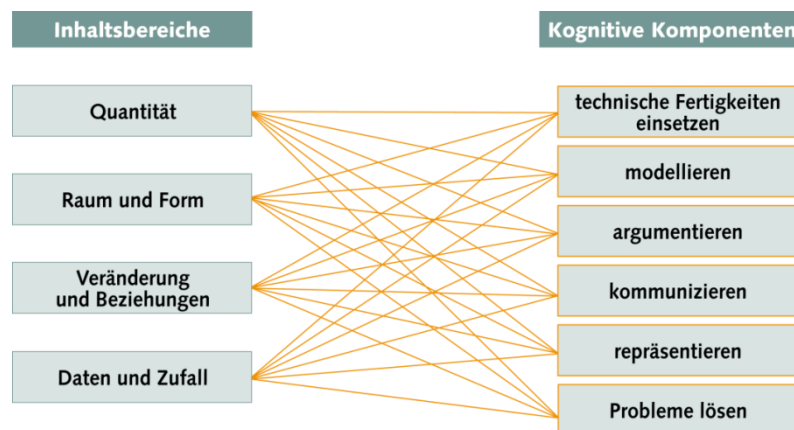 Inhaltsbereiche
Kognitive Komponenten
Quantität
Raum und Form
Veränderung
und Beziehungen
Daten und Zufall
technische Fertigkeiten
einsetzen
modellieren
argumentieren
kommunizieren
repräsentieren
Probleme lösen